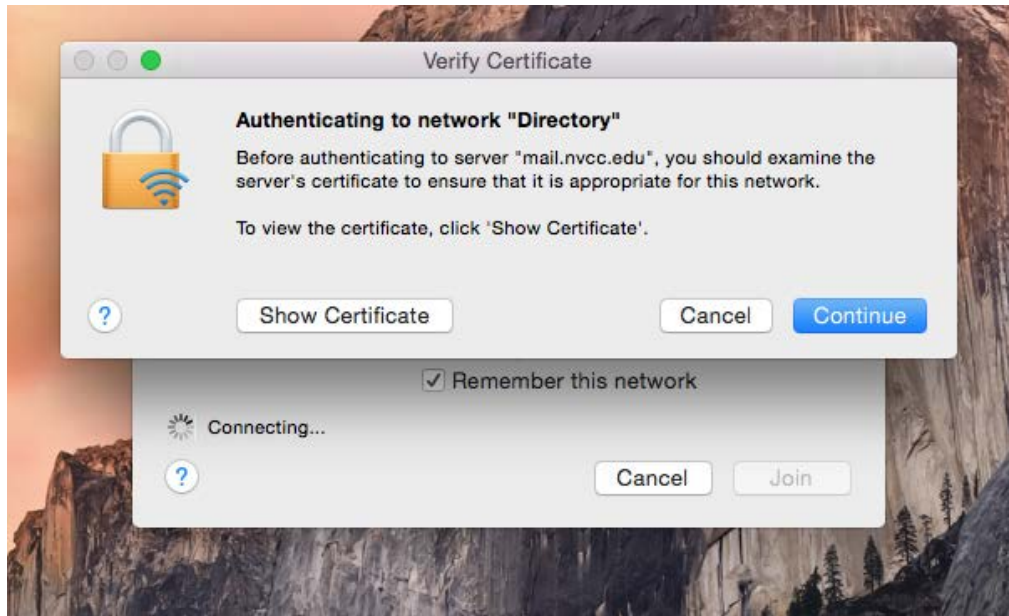 Verify Certificate
Authenticating to network "Directory"
Before authenticating to server "mail.nvcc.edu", you should examine the
server's certificate to ensure that it is appropriate for this network.
To view the certificate, click 'Show Certificate'.
? Show Certificate Cancel Continue
Remember this network
Connecting...
? Cancel Join